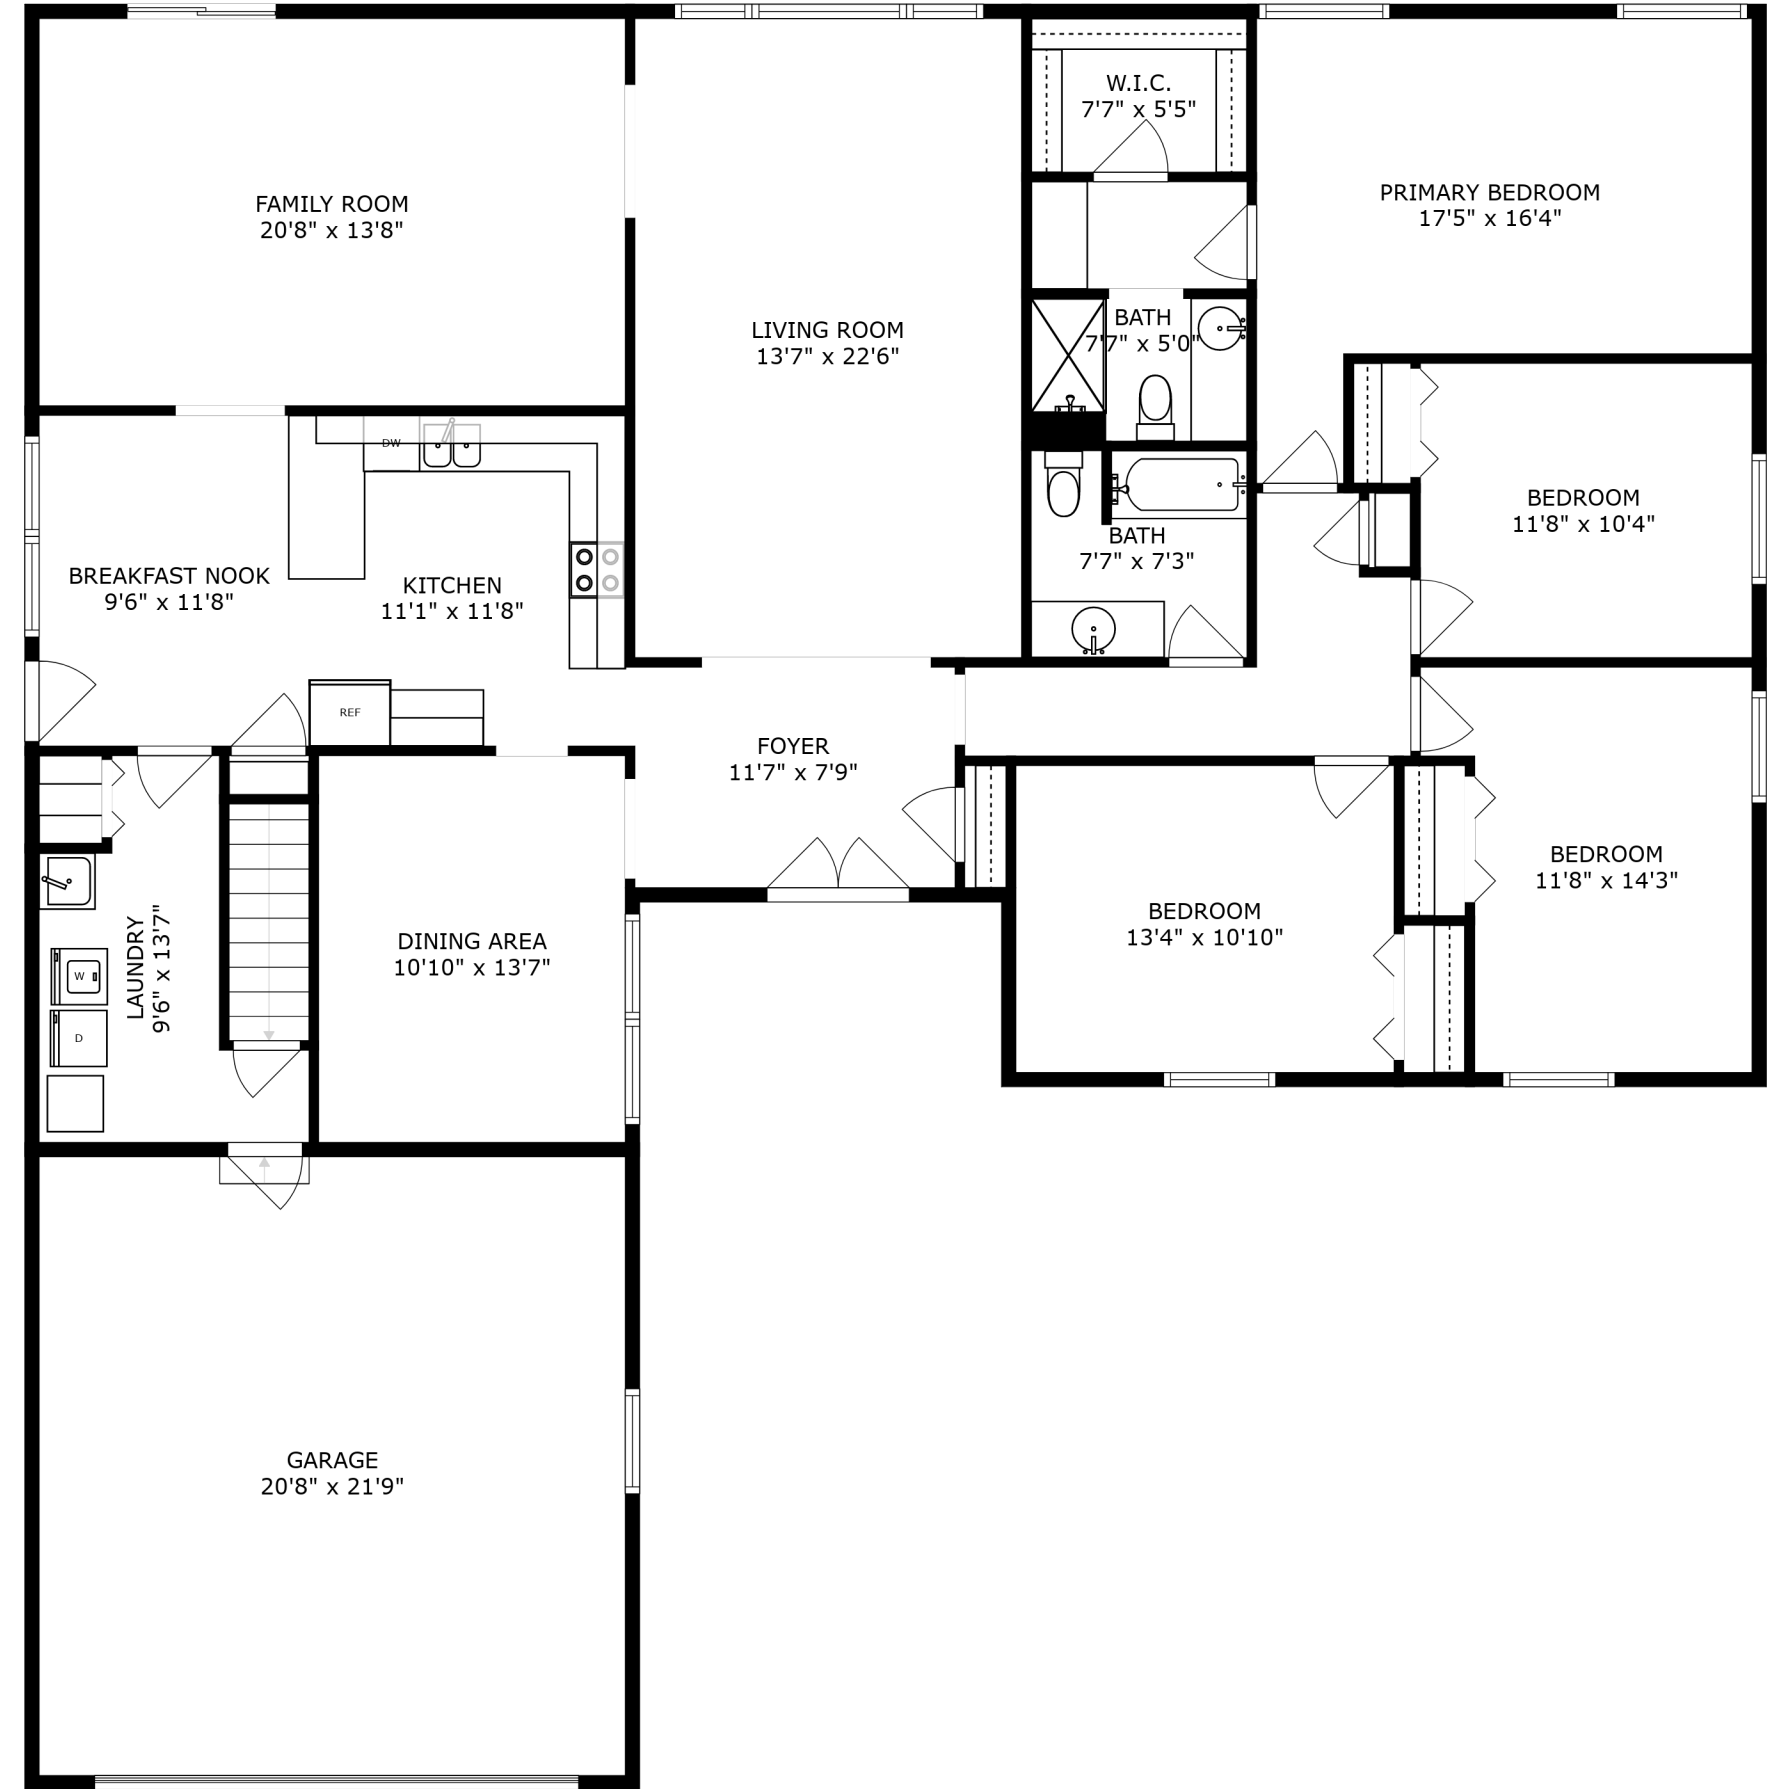 W.I.C.
7'7" x 5'5"
FAMILY ROOM
20'8" x 13'8"
PRIMARY BEDROOM
17'5" x 16'4"
LIVING ROOM
13'7" x 22'6"
BATH
7'7" x 5'0"
DW
BEDROOM
11'8" x 10'4"
BATH
7'7" x 7'3"
BREAKFAST NOOK
9'6" x 11'8"
KITCHEN
11'1" x 11'8"
REF
FOYER
11'7" x 7'9"
BEDROOM
11'8" x 14'3"
BEDROOM
13'4" x 10'10"
DINING AREA
10'10" x 13'7"
LAUNDRY
9'6" x 13'7"
W
D
GARAGE
20'8" x 21'9"